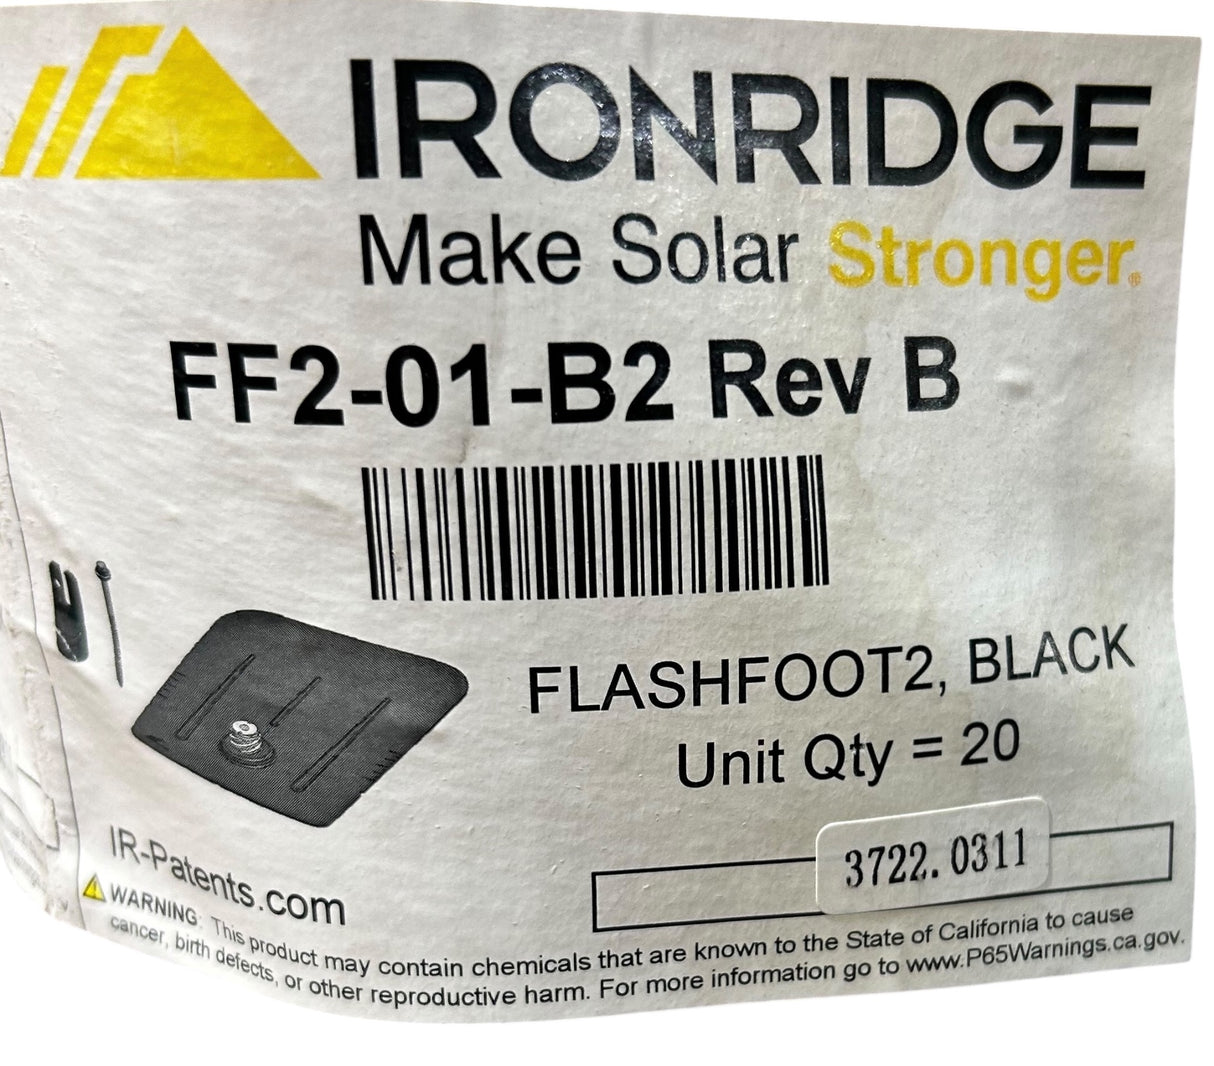 IRONRIDGE
Make Solar Stronger®
FF2-01-B2 Rev B
FLASHFOOT2, BLACK
Unit Qty = 20
3722.0311
IR-Patents.com
WARNING: This product may contain chemicals that are known to the State of California to cause
cancer, birth defects, or other reproductive harm. For more information go to www.P65Warnings.ca.gov.